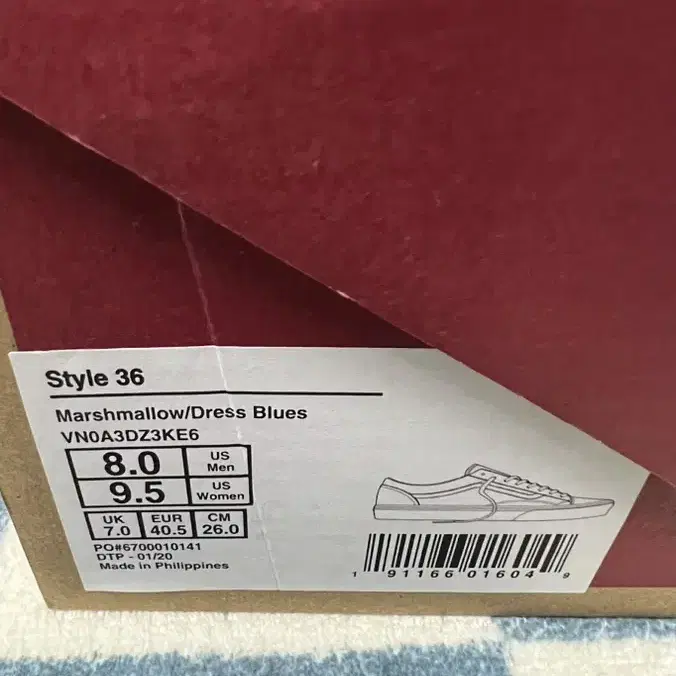 Style 36
Marshmallow/Dress Blues
VN0A3DZ3KE6
8.0 US Men
9.5 US Women
UK 7.0 EUR 40.5 CM 26.0
PO#6700010141
DTP - 01/20
Made in Philippines
1 91166 01604 9